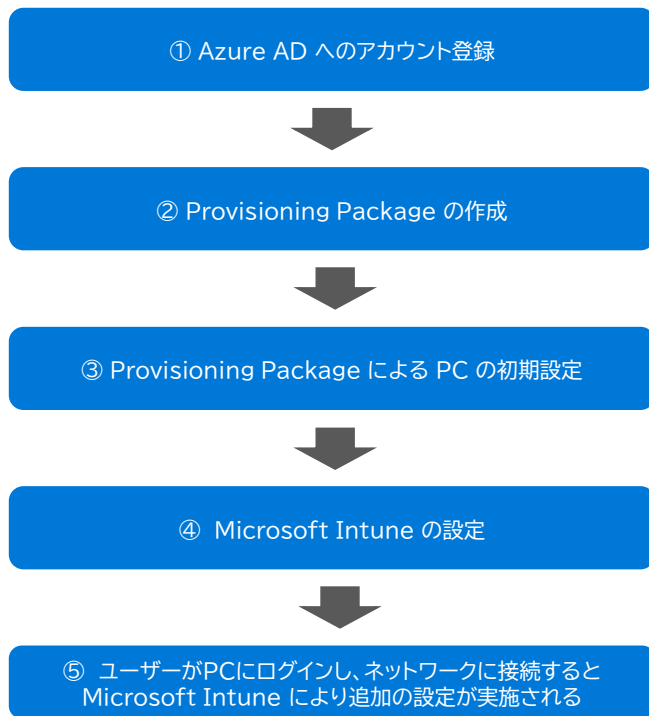 ① Azure AD へのアカウント登録
② Provisioning Package の作成
③ Provisioning Package による PC の初期設定
④ Microsoft Intune の設定
⑤ ユーザーがPCにログインし、ネットワークに接続すると
Microsoft Intune により追加の設定が実施される